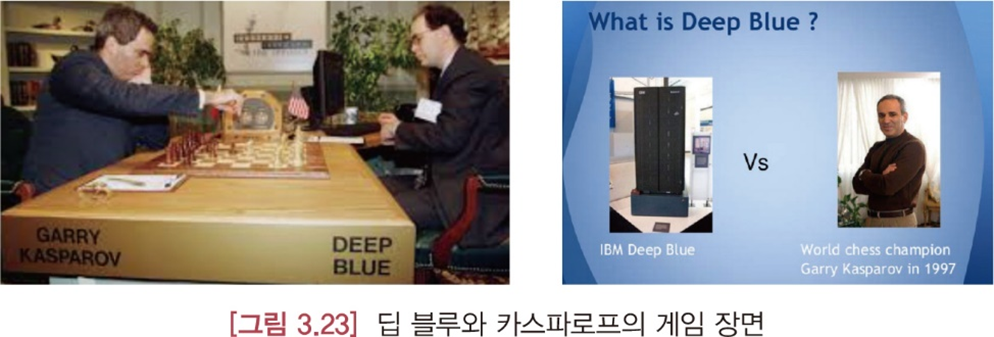 GARRY
KASPAROV
DEEP
BLUE
What is Deep Blue ?
Vs
IBM Deep Blue
World chess champion
Garry Kasparov in 1997
[그림 3.23] 딥 블루와 카스파로프의 게임 장면